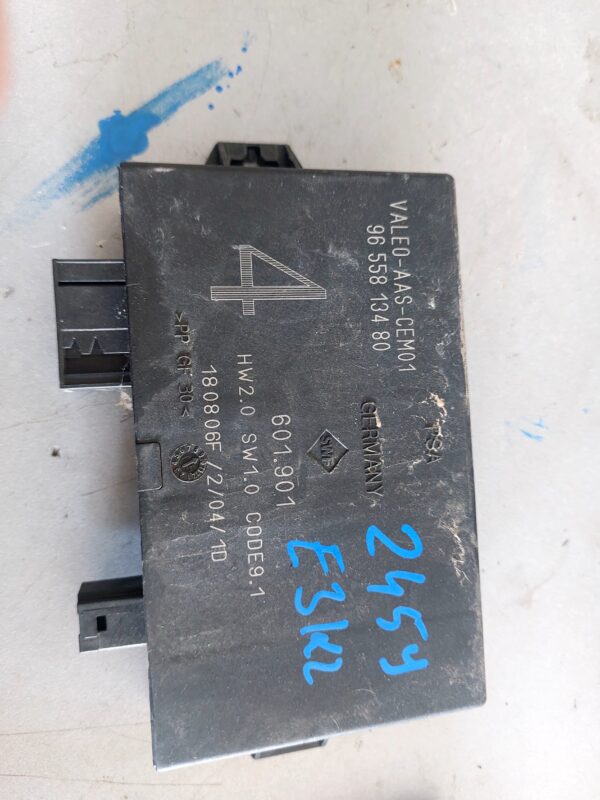 VALEO-AAS-CEM01
96 558 134 80
PSA
GERMANY
SWF
4
601.901
HW2.0 SW1.0 CODE9.1
180806F /2/04/1D
>PP GF 30<
2454